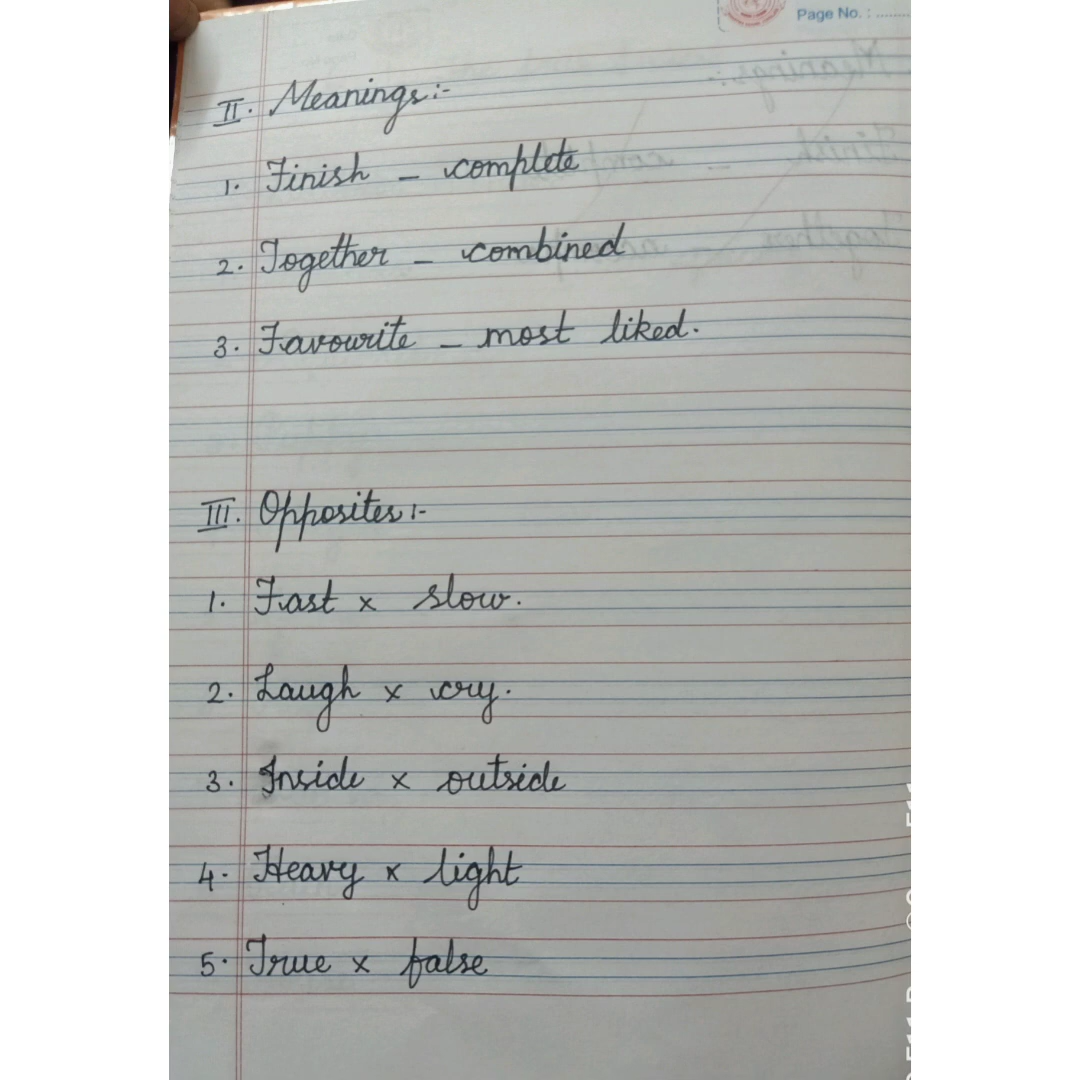 Page No. : ........
II. Meanings:-
1. Finish – complete
2. Together – combined
3. Favourite – most liked.
III. Opposites :-
1. Fast x slow.
2. Laugh x cry.
3. Inside x outside
4. Heavy x light
5. True x false